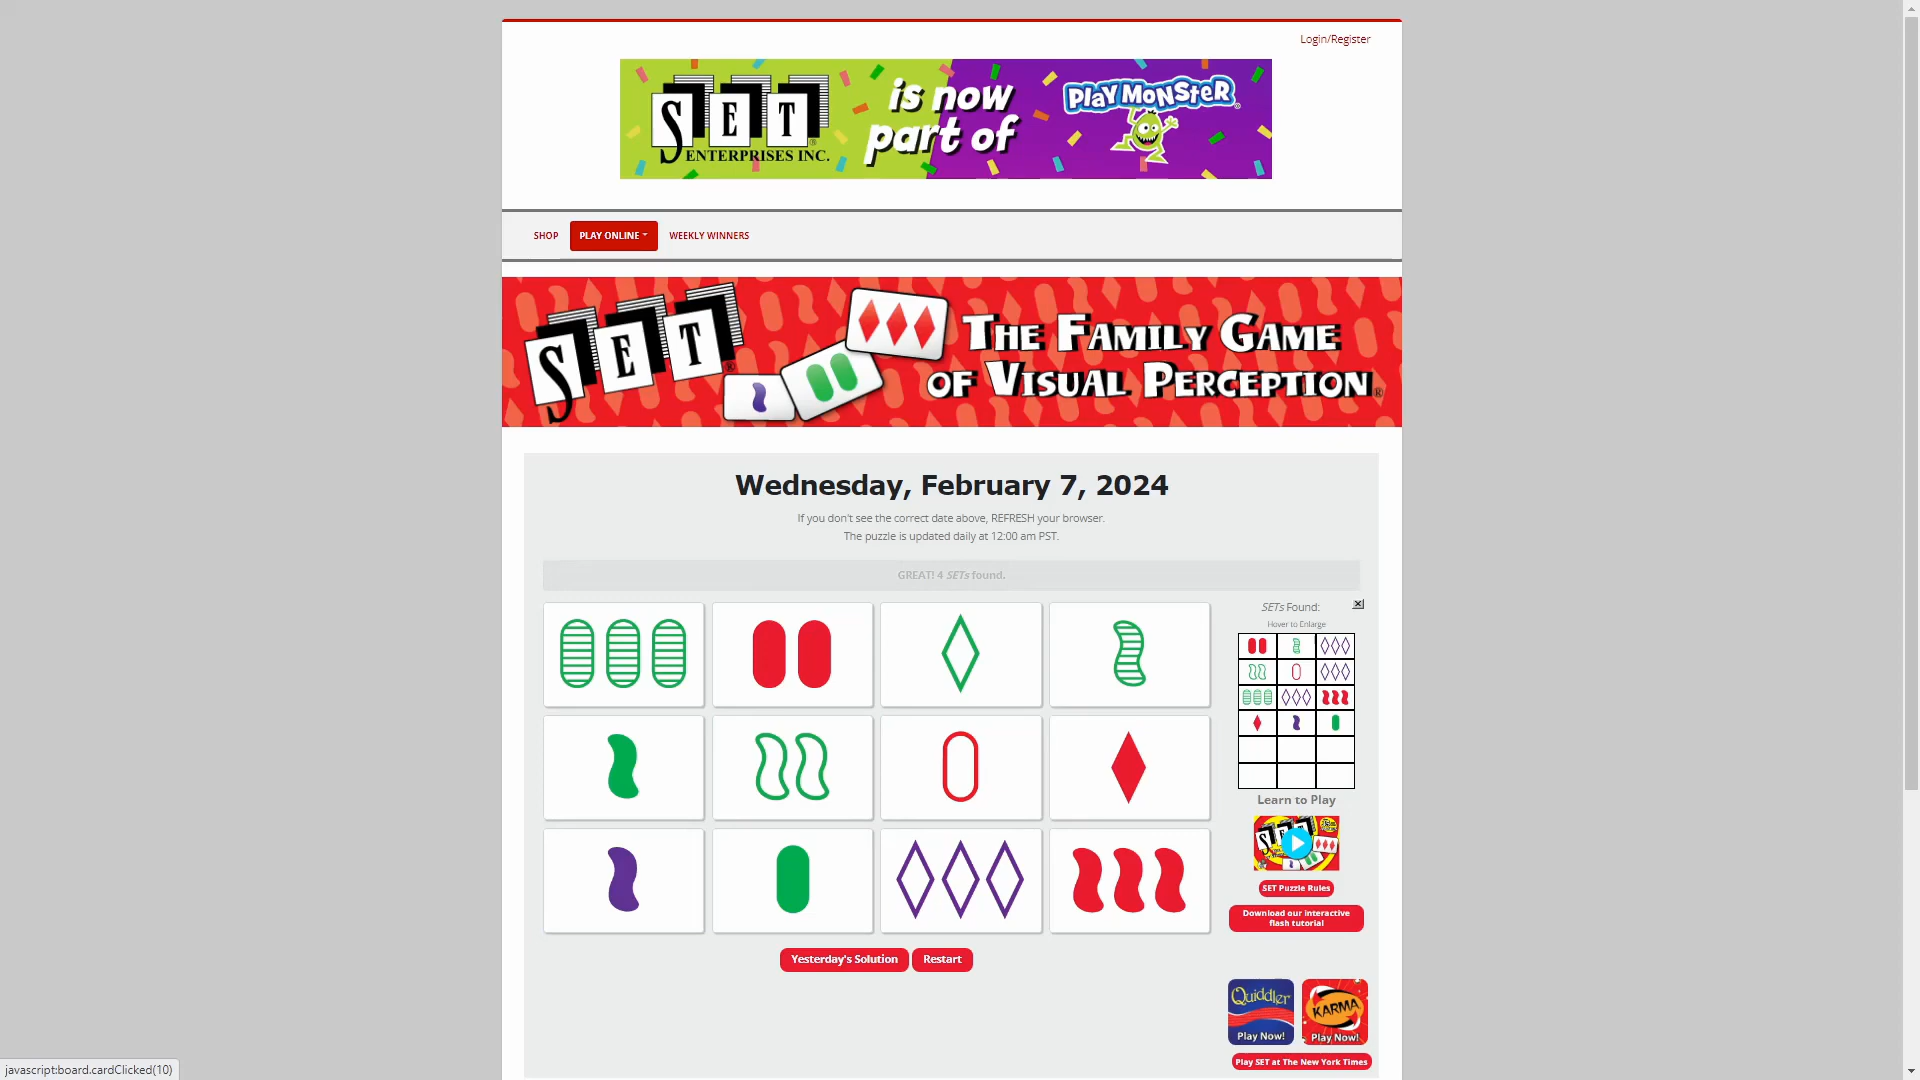 Login/Register
SET
ENTERPRISES INC.
is now
part of
PLAY MONSTER
SHOP
PLAY ONLINE
WEEKLY WINNERS
SET
THE FAMILY GAME
OF VISUAL PERCEPTION
Wednesday, February 7, 2024
If you don't see the correct date above, REFRESH your browser.
The puzzle is updated daily at 12:00 am PST.
GREAT! 4 SETs found.
SETs Found:
Hover to Enlarge
Learn to Play
SET
SET Puzzle Rules
Download our interactive
flash tutorial
Yesterday's Solution
Restart
Quiddler
Play Now!
KARMA
Play Now!
Play SET at The New York Times
javascript:board.cardClicked(10)